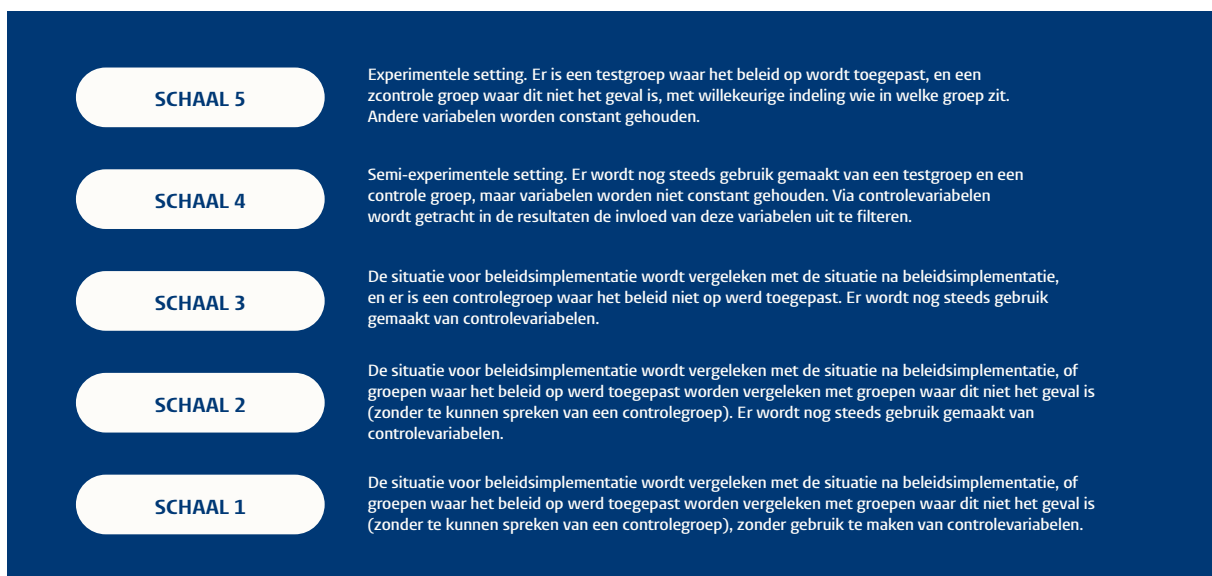 SCHAAL 5
Experimentele setting. Er is een testgroep waar het beleid op wordt toegepast, en een
zcontrole groep waar dit niet het geval is, met willekeurige indeling wie in welke groep zit.
Andere variabelen worden constant gehouden.
SCHAAL 4
Semi-experimentele setting. Er wordt nog steeds gebruik gemaakt van een testgroep en een
controle groep, maar variabelen worden niet constant gehouden. Via controlevariabelen
wordt getracht in de resultaten de invloed van deze variabelen uit te filteren.
SCHAAL 3
De situatie voor beleidsimplementatie wordt vergeleken met de situatie na beleidsimplementatie,
en er is een controlegroep waar het beleid niet op werd toegepast. Er wordt nog steeds gebruik
gemaakt van controlevariabelen.
SCHAAL 2
De situatie voor beleidsimplementatie wordt vergeleken met de situatie na beleidsimplementatie, of
groepen waar het beleid op werd toegepast worden vergeleken met groepen waar dit niet het geval is
(zonder te kunnen spreken van een controlegroep). Er wordt nog steeds gebruik gemaakt van
controlevariabelen.
SCHAAL 1
De situatie voor beleidsimplementatie wordt vergeleken met de situatie na beleidsimplementatie, of
groepen waar het beleid op werd toegepast worden vergeleken met groepen waar dit niet het geval is
(zonder te kunnen spreken van een controlegroep), zonder gebruik te maken van controlevariabelen.